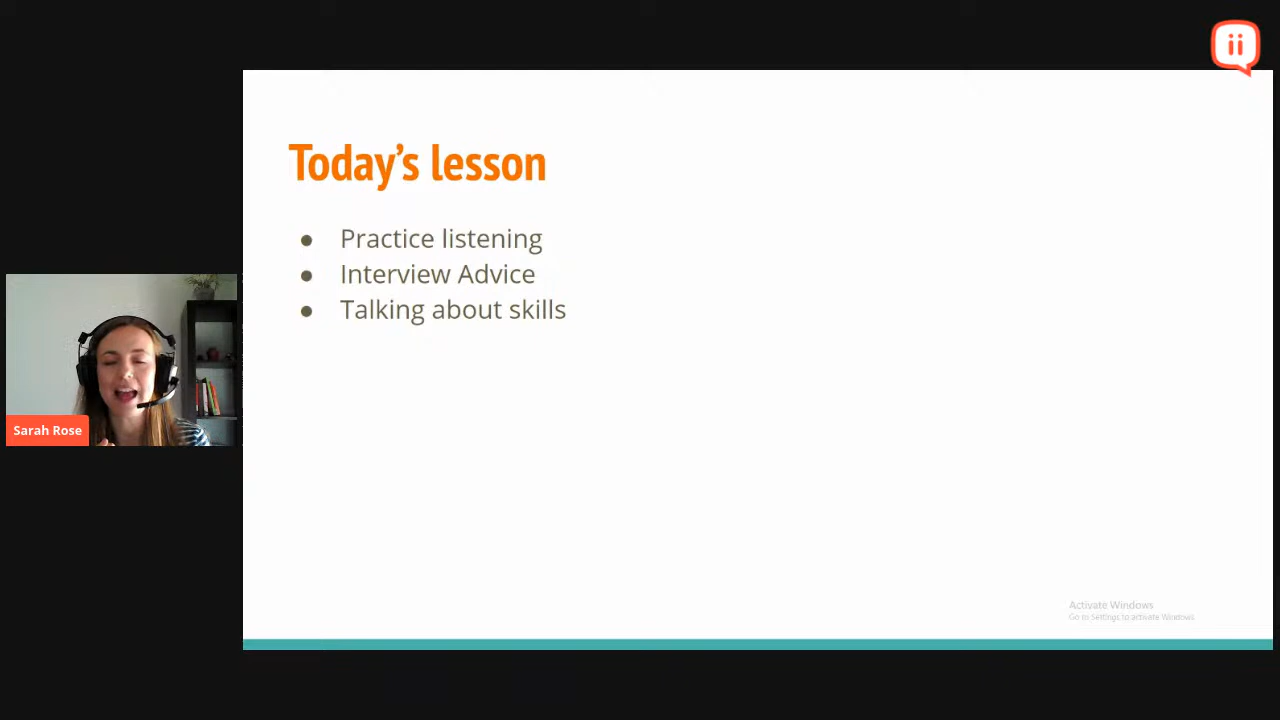 Today's lesson
● Practice listening
● Interview Advice
● Talking about skills
Sarah Rose
Activate Windows
Go to Settings to activate Windows
ii